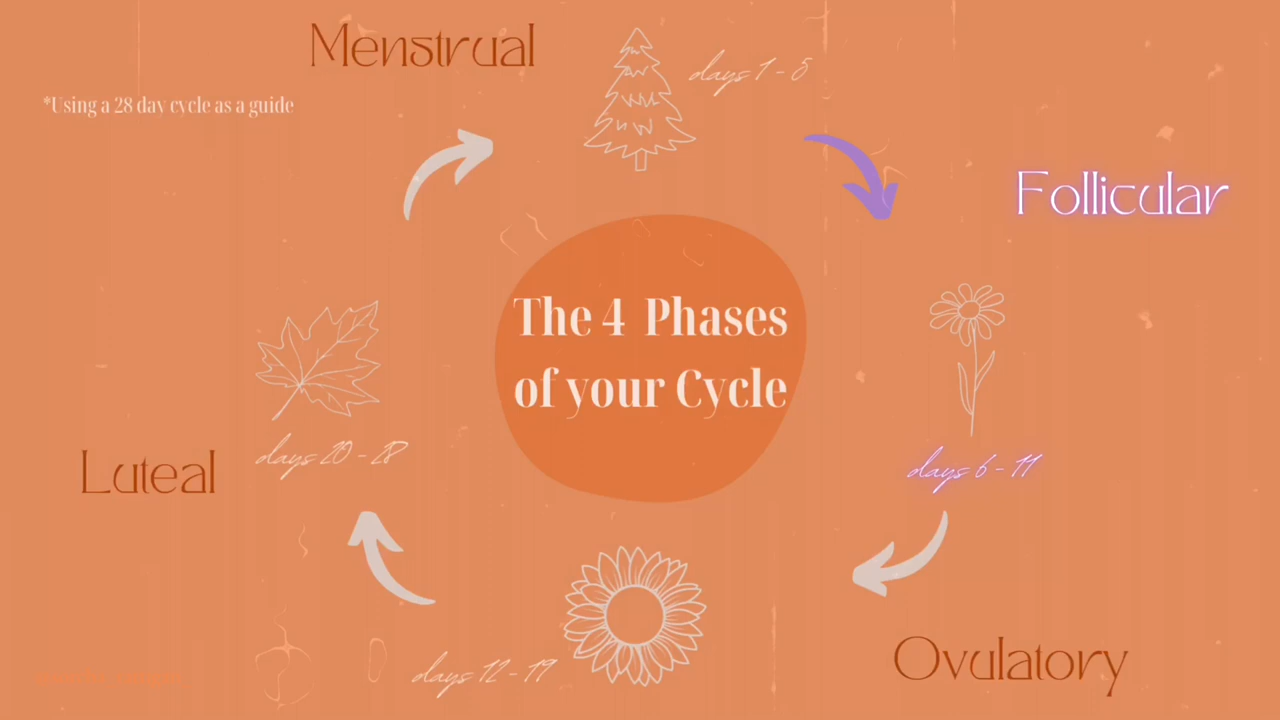 Menstrual
days 1 - 5
*Using a 28 day cycle as a guide
Follicular
The 4 Phases
of your Cycle
days 20 - 28
Luteal
days 6 - 11
Ovulatory
days 12 - 19